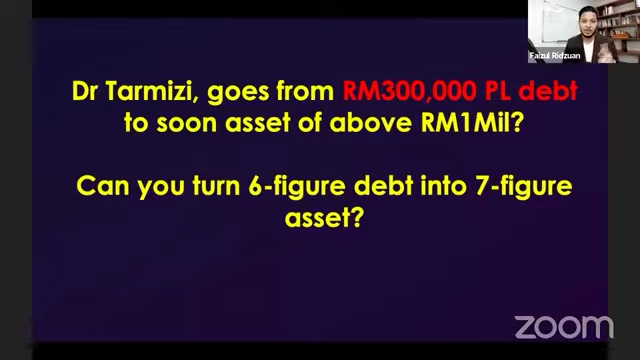 Faizul Ridzuan
Dr Tarmizi, goes from RM300,000 PL debt
to soon asset of above RM1Mil?
Can you turn 6-figure debt into 7-figure
asset?
zoom